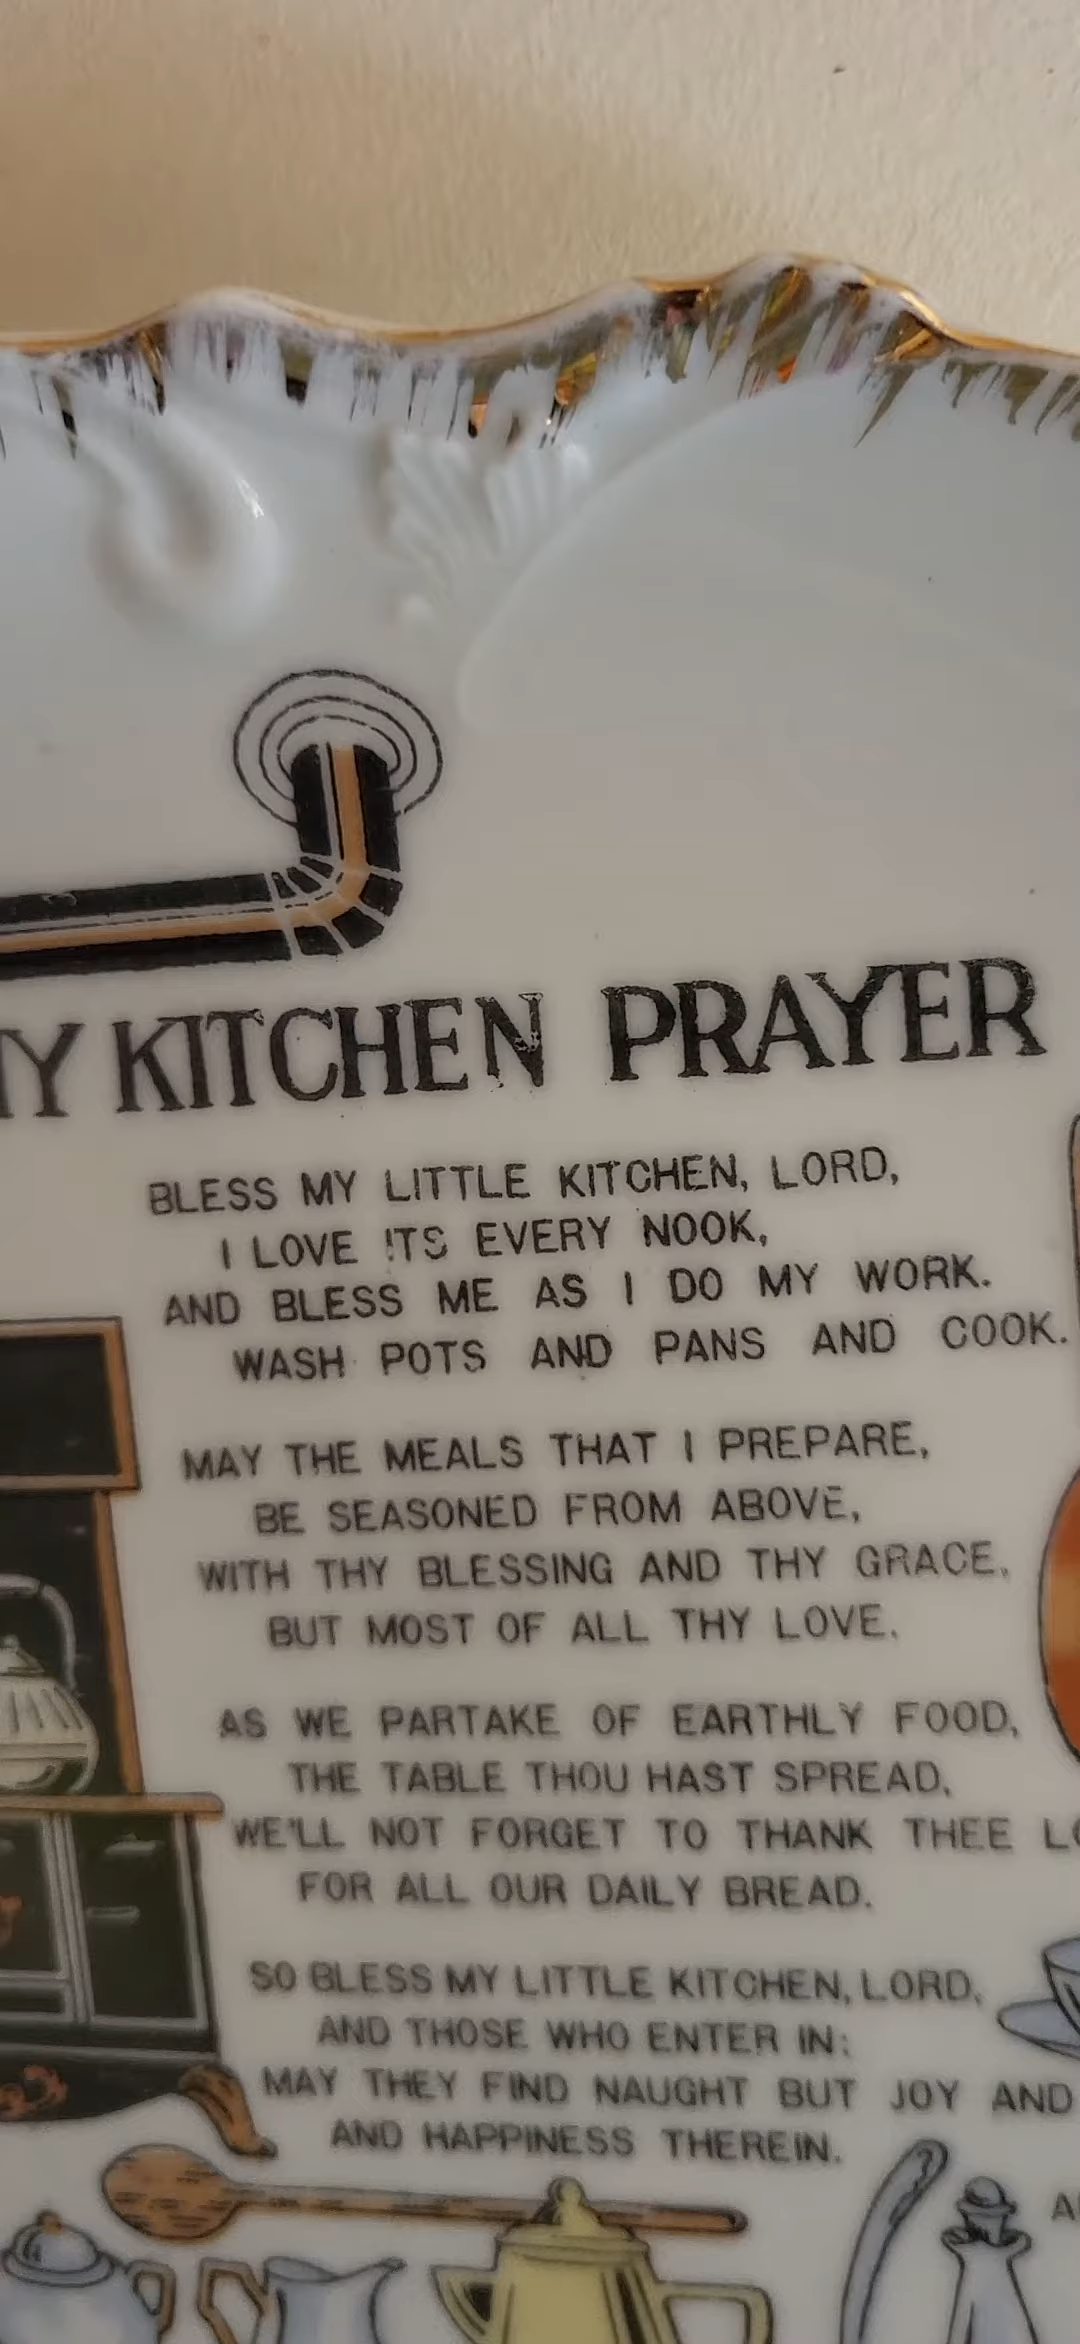 KITCHEN PRAYER
BLESS MY LITTLE KITCHEN, LORD,
I LOVE ITS EVERY NOOK,
AND BLESS ME AS I DO MY WORK.
WASH POTS AND PANS AND COOK.
MAY THE MEALS THAT I PREPARE,
BE SEASONED FROM ABOVE,
WITH THY BLESSING AND THY GRACE,
BUT MOST OF ALL THY LOVE.
AS WE PARTAKE OF EARTHLY FOOD,
THE TABLE THOU HAST SPREAD,
WE'LL NOT FORGET TO THANK THEE
FOR ALL OUR DAILY BREAD.
SO BLESS MY LITTLE KITCHEN, LORD,
AND THOSE WHO ENTER IN:
MAY THEY FIND NAUGHT BUT JOY AND
AND HAPPINESS THEREIN.